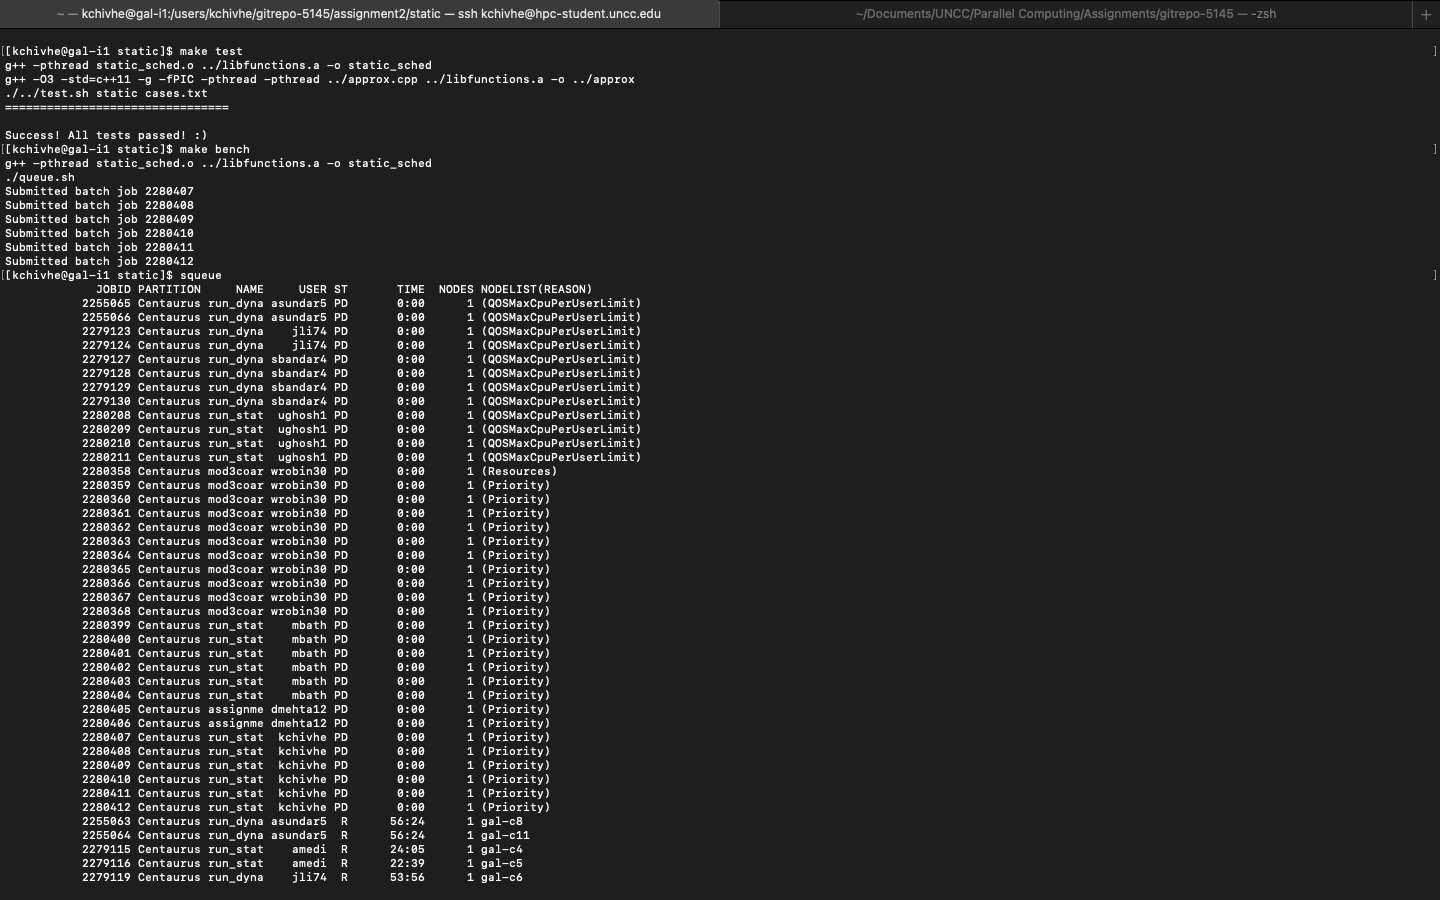 ~ — kchivhe@gal-i1:/users/kchivhe/gitrepo-5145/assignment2/static — ssh kchivhe@hpc-student.uncc.edu
~/Documents/UNCC/Parallel Computing/Assignments/gitrepo-5145 — -zsh
+
[[kchivhe@gal-i1 static]$ make test ]
g++ -pthread static_sched.o ../libfunctions.a -o static_sched
g++ -O3 -std=c++11 -g -fPIC -pthread -pthread ../approx.cpp ../libfunctions.a -o ../approx
./../test.sh static cases.txt
================================
Success! All tests passed! :)
[[kchivhe@gal-i1 static]$ make bench ]
g++ -pthread static_sched.o ../libfunctions.a -o static_sched
./queue.sh
Submitted batch job 2280407
Submitted batch job 2280408
Submitted batch job 2280409
Submitted batch job 2280410
Submitted batch job 2280411
Submitted batch job 2280412
[[kchivhe@gal-i1 static]$ squeue ]
JOBID PARTITION NAME USER ST TIME NODES NODELIST(REASON)
2255065 Centaurus run_dyna asundar5 PD 0:00 1 (QOSMaxCpuPerUserLimit)
2255066 Centaurus run_dyna asundar5 PD 0:00 1 (QOSMaxCpuPerUserLimit)
2279123 Centaurus run_dyna jli74 PD 0:00 1 (QOSMaxCpuPerUserLimit)
2279124 Centaurus run_dyna jli74 PD 0:00 1 (QOSMaxCpuPerUserLimit)
2279127 Centaurus run_dyna sbandar4 PD 0:00 1 (QOSMaxCpuPerUserLimit)
2279128 Centaurus run_dyna sbandar4 PD 0:00 1 (QOSMaxCpuPerUserLimit)
2279129 Centaurus run_dyna sbandar4 PD 0:00 1 (QOSMaxCpuPerUserLimit)
2279130 Centaurus run_dyna sbandar4 PD 0:00 1 (QOSMaxCpuPerUserLimit)
2280208 Centaurus run_stat ughosh1 PD 0:00 1 (QOSMaxCpuPerUserLimit)
2280209 Centaurus run_stat ughosh1 PD 0:00 1 (QOSMaxCpuPerUserLimit)
2280210 Centaurus run_stat ughosh1 PD 0:00 1 (QOSMaxCpuPerUserLimit)
2280211 Centaurus run_stat ughosh1 PD 0:00 1 (QOSMaxCpuPerUserLimit)
2280358 Centaurus mod3coar wrobin30 PD 0:00 1 (Resources)
2280359 Centaurus mod3coar wrobin30 PD 0:00 1 (Priority)
2280360 Centaurus mod3coar wrobin30 PD 0:00 1 (Priority)
2280361 Centaurus mod3coar wrobin30 PD 0:00 1 (Priority)
2280362 Centaurus mod3coar wrobin30 PD 0:00 1 (Priority)
2280363 Centaurus mod3coar wrobin30 PD 0:00 1 (Priority)
2280364 Centaurus mod3coar wrobin30 PD 0:00 1 (Priority)
2280365 Centaurus mod3coar wrobin30 PD 0:00 1 (Priority)
2280366 Centaurus mod3coar wrobin30 PD 0:00 1 (Priority)
2280367 Centaurus mod3coar wrobin30 PD 0:00 1 (Priority)
2280368 Centaurus mod3coar wrobin30 PD 0:00 1 (Priority)
2280399 Centaurus run_stat mbath PD 0:00 1 (Priority)
2280400 Centaurus run_stat mbath PD 0:00 1 (Priority)
2280401 Centaurus run_stat mbath PD 0:00 1 (Priority)
2280402 Centaurus run_stat mbath PD 0:00 1 (Priority)
2280403 Centaurus run_stat mbath PD 0:00 1 (Priority)
2280404 Centaurus run_stat mbath PD 0:00 1 (Priority)
2280405 Centaurus assignme dmehta12 PD 0:00 1 (Priority)
2280406 Centaurus assignme dmehta12 PD 0:00 1 (Priority)
2280407 Centaurus run_stat kchivhe PD 0:00 1 (Priority)
2280408 Centaurus run_stat kchivhe PD 0:00 1 (Priority)
2280409 Centaurus run_stat kchivhe PD 0:00 1 (Priority)
2280410 Centaurus run_stat kchivhe PD 0:00 1 (Priority)
2280411 Centaurus run_stat kchivhe PD 0:00 1 (Priority)
2280412 Centaurus run_stat kchivhe PD 0:00 1 (Priority)
2255063 Centaurus run_dyna asundar5 R 56:24 1 gal-c8
2255064 Centaurus run_dyna asundar5 R 56:24 1 gal-c11
2279115 Centaurus run_stat amedi R 24:05 1 gal-c4
2279116 Centaurus run_stat amedi R 22:39 1 gal-c5
2279119 Centaurus run_dyna jli74 R 53:56 1 gal-c6